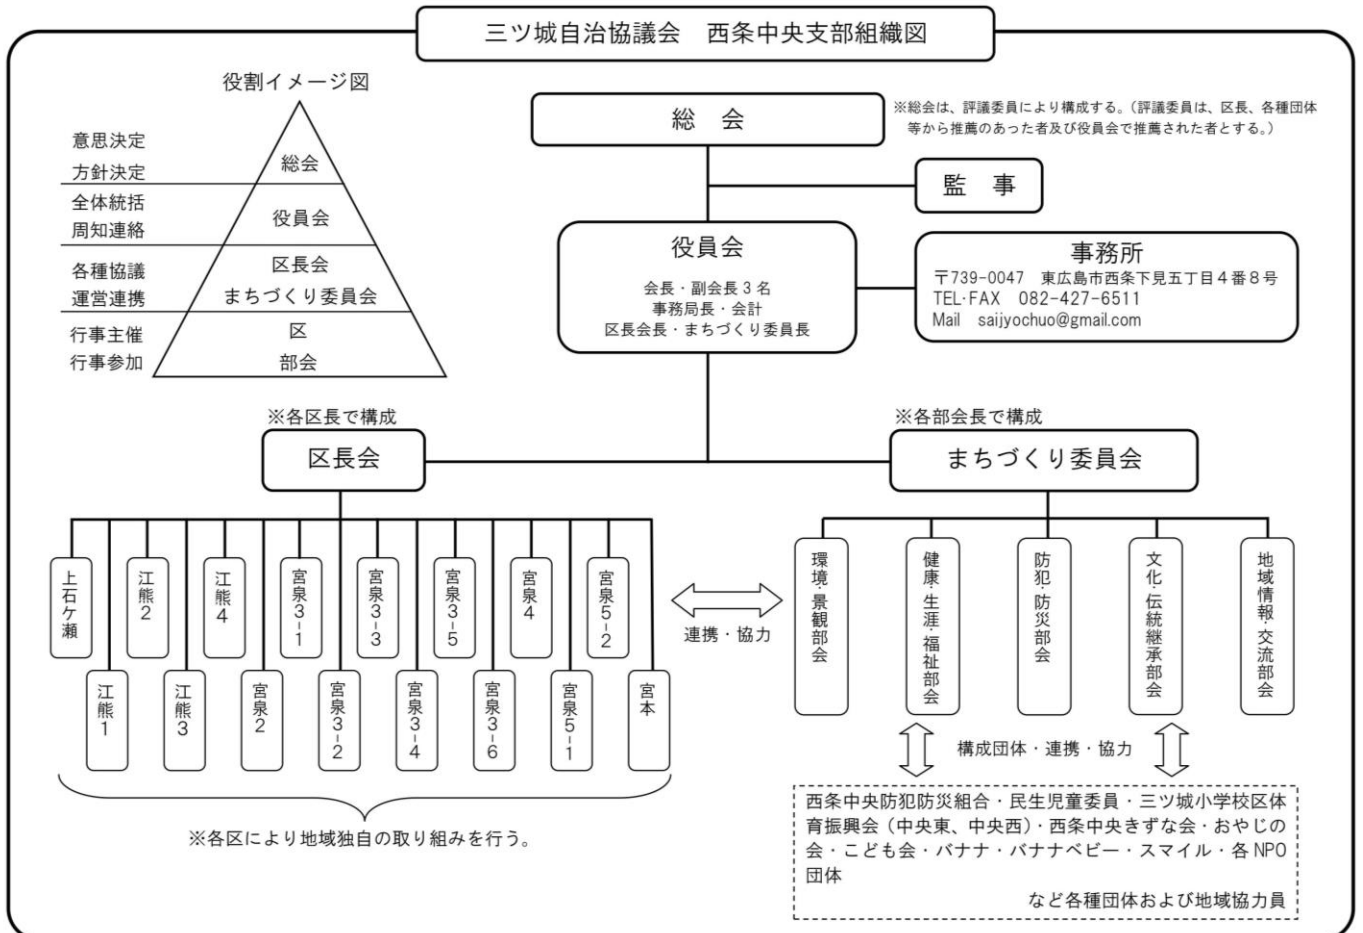 三ツ城自治協議会　西条中央支部組織図
役割イメージ図
意思決定
方針決定
総会
全体統括
周知連絡
役員会
各種協議
運営連携
区長会
まちづくり委員会
行事主催
行事参加
区
部会
総　会
※総会は、評議委員により構成する。（評議委員は、区長、各種団体
等から推薦のあった者及び役員会で推薦された者とする。）
監　事
役員会
会長・副会長３名
事務局長・会計
区長会長・まちづくり委員長
事務所
〒739-0047　東広島市西条下見五丁目４番８号
TEL・FAX　082-427-6511
Mail　saijyochuo@gmail.com
※各区長で構成
区長会
※各部会長で構成
まちづくり委員会
上石ケ瀬
江熊１
江熊２
江熊３
江熊４
宮泉２
宮泉３-１
宮泉３-２
宮泉３-３
宮泉３-４
宮泉３-５
宮泉３-６
宮泉４
宮泉５-１
宮泉５-２
宮本
※各区により地域独自の取り組みを行う。
連携・協力
環境・景観部会
健康・生涯・福祉部会
防犯・防災部会
文化・伝統継承部会
地域情報・交流部会
構成団体・連携・協力
西条中央防犯防災組合・民生児童委員・三ツ城小学校区体
育振興会（中央東、中央西）・西条中央きずな会・おやじの
会・こども会・バナナ・バナナベビー・スマイル・各 NPO
団体
など各種団体および地域協力員